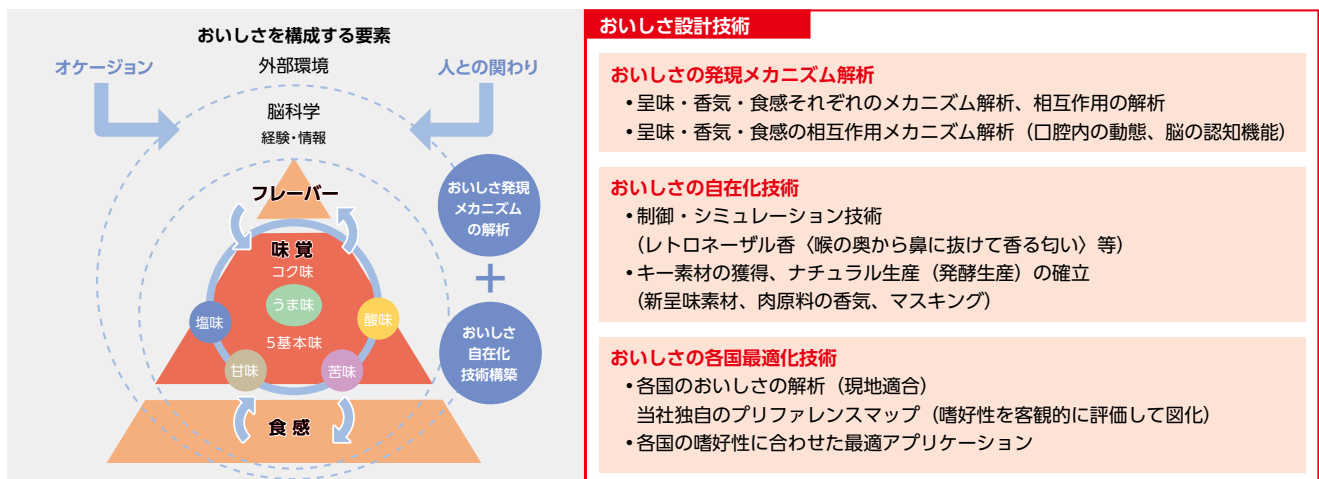 おいしさを構成する要素
オケージョン
外部環境
人との関わり
脳科学
経験・情報
フレーバー
味覚
コク味
うま味
塩味
酸味
5基本味
甘味
苦味
食感
おいしさ発現
メカニズム
の解析
+
おいしさ
自在化
技術構築
おいしさ設計技術
おいしさの発現メカニズム解析
•呈味・香気・食感それぞれのメカニズム解析、相互作用の解析
•呈味・香気・食感の相互作用メカニズム解析（口腔内の動態、脳の認知機能）
おいしさの自在化技術
•制御・シミュレーション技術
（レトロネーザル香〈喉の奥から鼻に抜けて香る匂い〉等）
•キー素材の獲得、ナチュラル生産（発酵生産）の確立
（新呈味素材、肉原料の香気、マスキング）
おいしさの各国最適化技術
•各国のおいしさの解析（現地適合）
当社独自のプリファレンスマップ（嗜好性を客観的に評価して図化）
•各国の嗜好性に合わせた最適アプリケーション